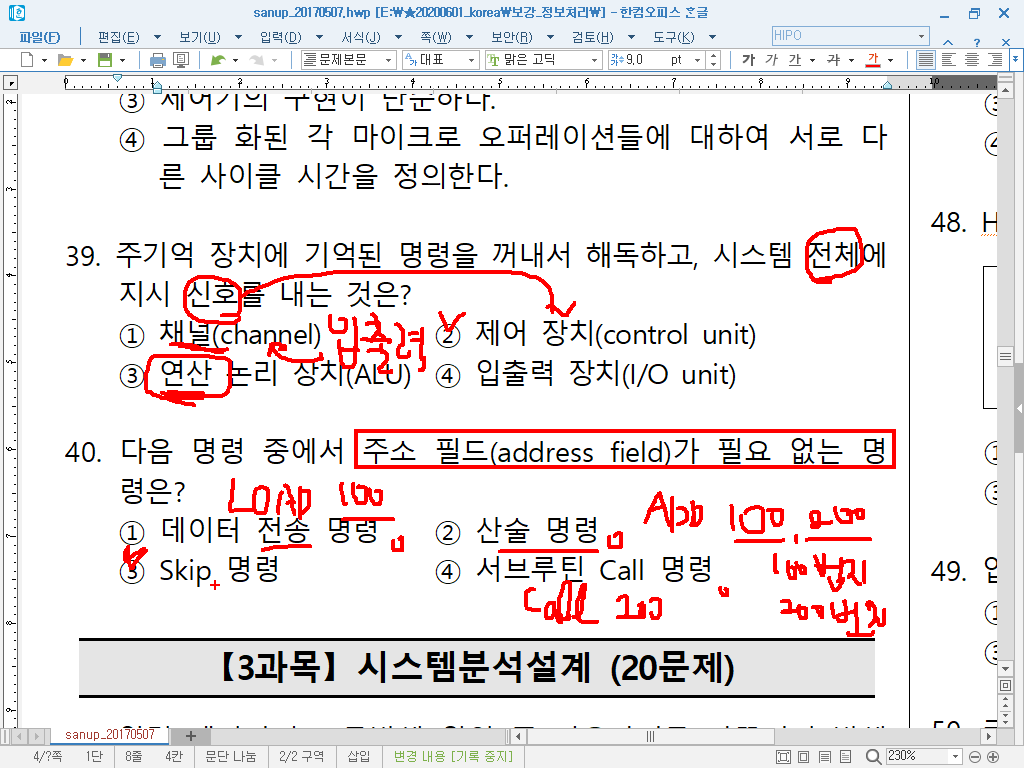 sanup_20170507.hwp [E:\★20200601_korea\보강_정보처리\] - 한컴오피스 혼글
파일(F) 편집(E) 보기(U) 입력(D) 서식(J) 쪽(W) 보안(R) 검토(H) 도구(K) HIPO
문제본문 대표 맑은 고딕 9,0 pt 가 가 가 가 가
0 1 2 3 4 5 6 7 8 9 10
③ 제어기의 구현이 단순하다.
④ 그룹 화된 각 마이크로 오퍼레이션들에 대하여 서로 다
른 사이클 시간을 정의한다.
39. 주기억 장치에 기억된 명령을 꺼내서 해독하고, 시스템 전체에
지시 신호를 내는 것은?
① 채널(channel) 입출력 ② 제어 장치(control unit)
③ 연산 논리 장치(ALU) ④ 입출력 장치(I/O unit)
40. 다음 명령 중에서 주소 필드(address field)가 필요 없는 명
령은?
LOAD 100
① 데이터 전송 명령 ② 산술 명령
ADD 100, 200
③ Skip 명령 ④ 서브루틴 Call 명령
100번지
Call 200
200번지
【3과목】시스템분석설계 (20문제)
48. H
49.
sanup_20170507
4/?쪽 1단 8줄 4칸 문단 나눔 2/2 구역 삽입 변경 내용 [기록 중지] 230%